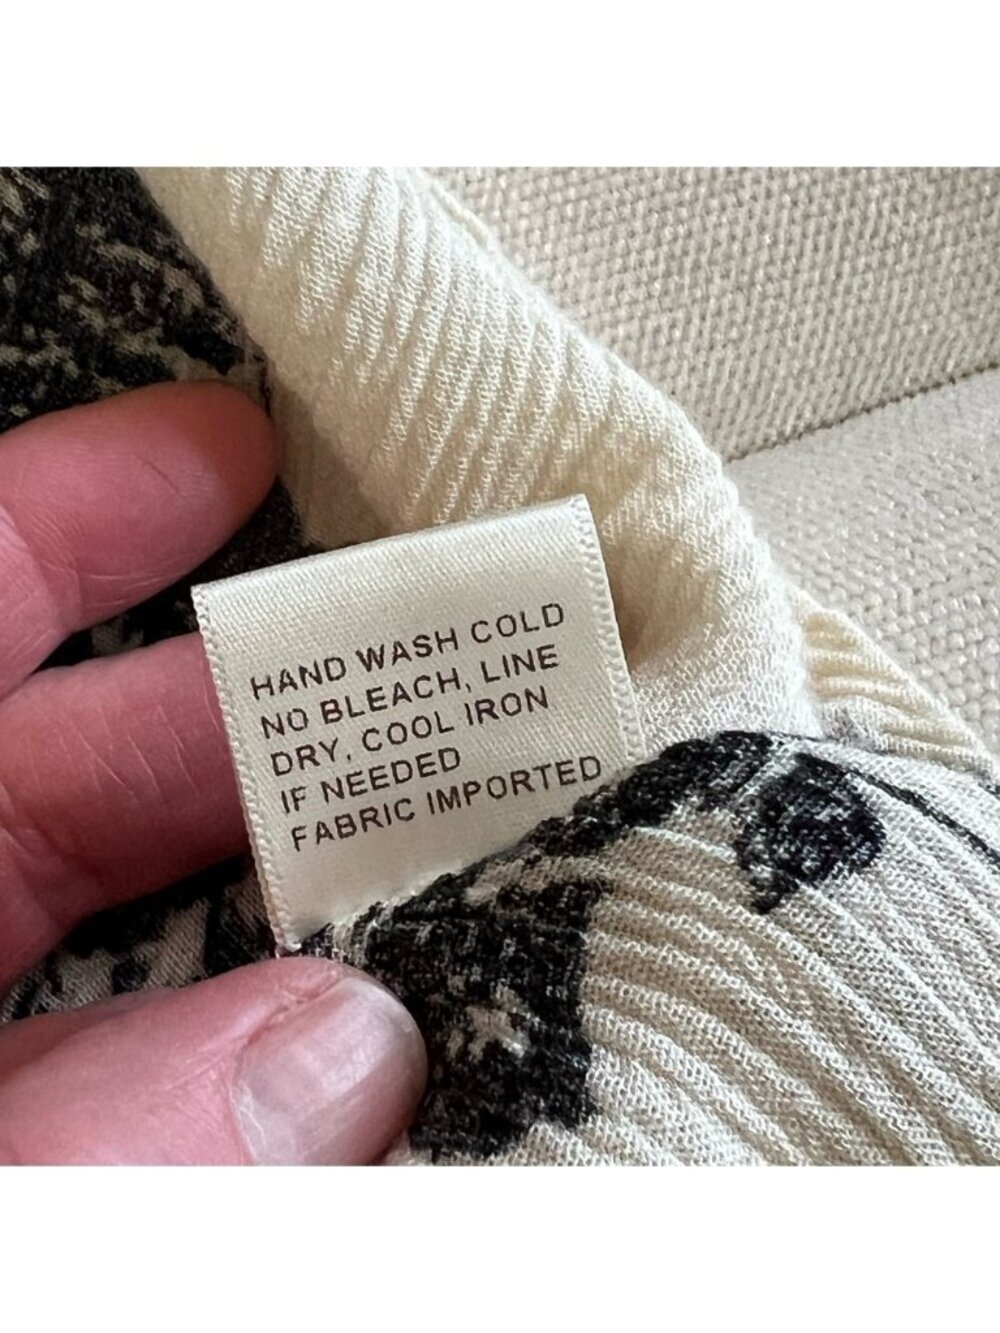 HAND WASH COLD
NO BLEACH, LINE
DRY, COOL IRON
IF NEEDED
FABRIC IMPORTED